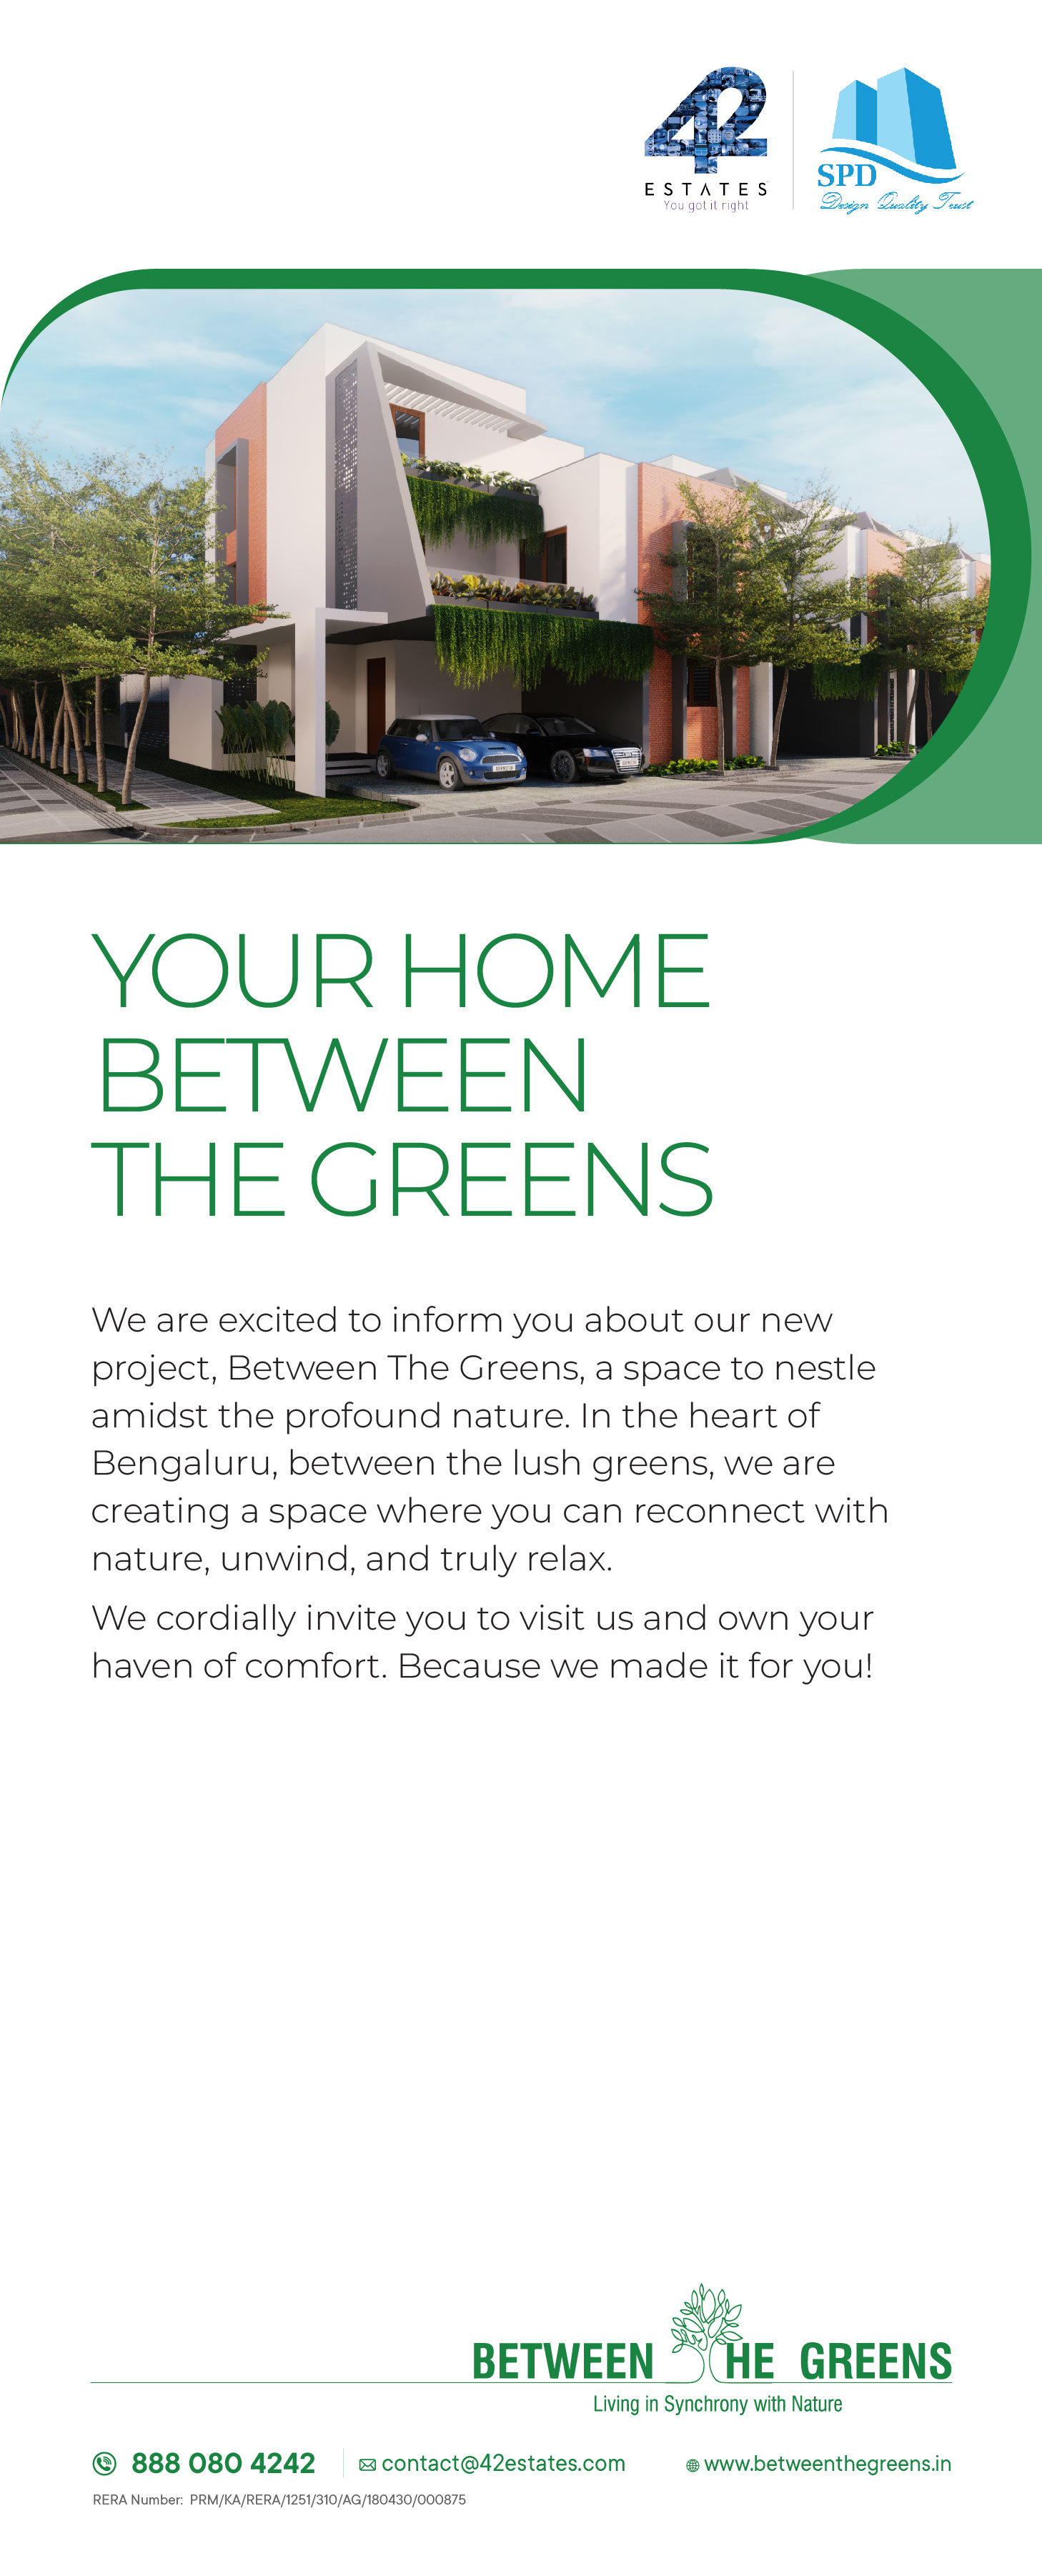 42
ESTATES
You got it right
SPD
Design Quality Trust
YOUR HOME
BETWEEN
THE GREENS
We are excited to inform you about our new
project, Between The Greens, a space to nestle
amidst the profound nature. In the heart of
Bengaluru, between the lush greens, we are
creating a space where you can reconnect with
nature, unwind, and truly relax.
We cordially invite you to visit us and own your
haven of comfort. Because we made it for you!
BETWEEN THE GREENS
Living in Synchrony with Nature
888 080 4242 contact@42estates.com www.betweenthegreens.in
RERA Number: PRM/KA/RERA/1251/310/AG/180430/000875